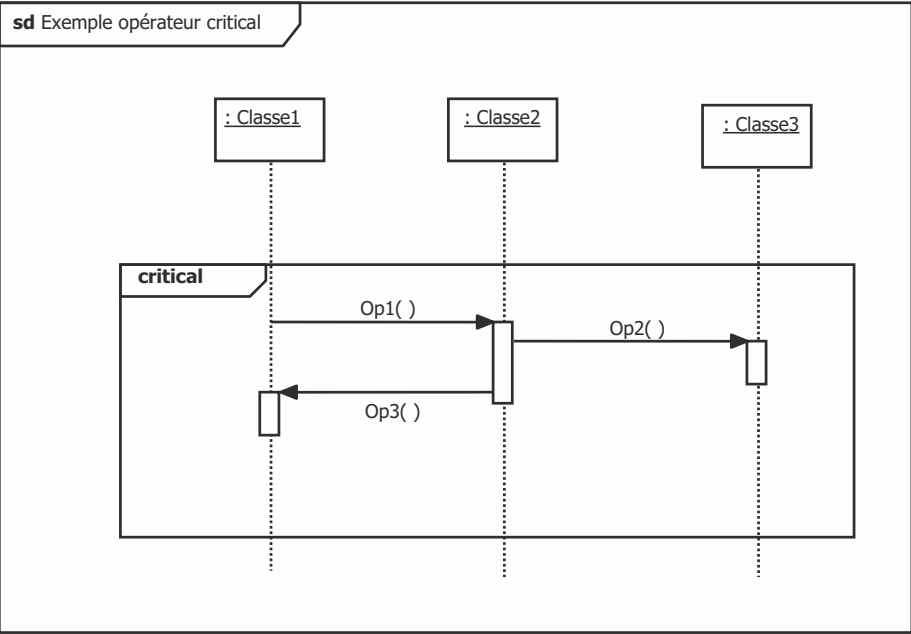 sd Exemple opérateur critical
: Classe1
: Classe2
: Classe3
critical
Op1( )
Op2( )
Op3( )